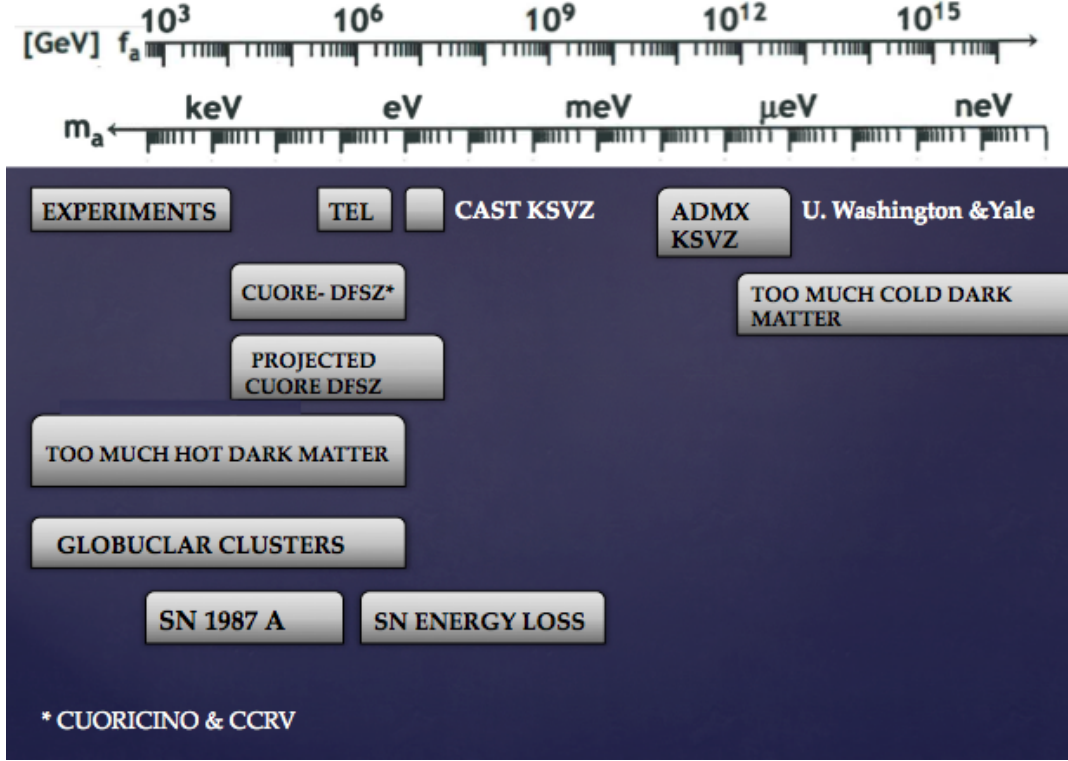 10³ 10⁶ 10⁹ 10¹² 10¹⁵
[GeV] fₐ
keV eV meV μeV neV
mₐ
EXPERIMENTS TEL CAST KSVZ ADMX U. Washington &Yale
KSVZ
CUORE- DFSZ*
TOO MUCH COLD DARK
MATTER
PROJECTED
CUORE DFSZ
TOO MUCH HOT DARK MATTER
GLOBUCLAR CLUSTERS
SN 1987 A SN ENERGY LOSS
* CUORICINO & CCRV